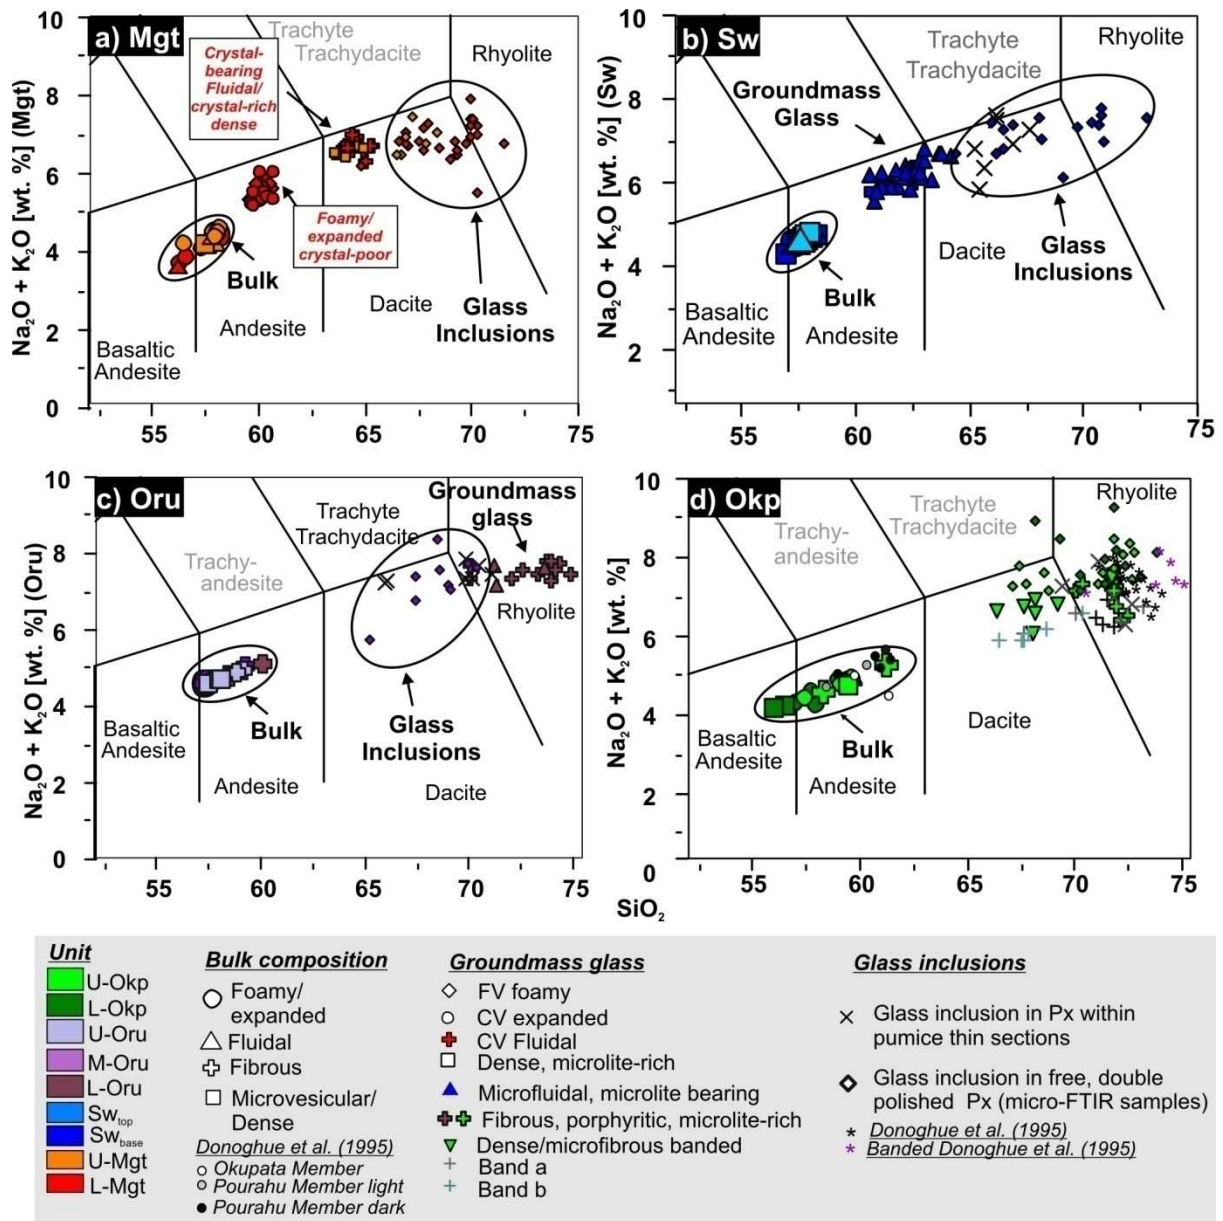 a) Mgt
Trachyte
Trachydacite
Rhyolite
Crystal-
bearing
Fluidal/
crystal-rich
dense
Foamy/
expanded
crystal-poor
Bulk
Glass
Inclusions
Dacite
Andesite
Basaltic
Andesite
Na₂O + K₂O [wt. %] (Mgt)
10
8
6
4
2
0
55 60 65 70 75
b) Sw
Trachyte
Trachydacite
Rhyolite
Groundmass
Glass
Dacite
Glass
Inclusions
Bulk
Basaltic
Andesite
Andesite
Na₂O + K₂O [wt. %] (Sw)
10
8
6
4
2
55 60 65 70 75
c) Oru
Groundmass
glass
Trachyte
Trachydacite
Trachy-
andesite
Rhyolite
Basaltic
Andesite
Bulk
Glass
Inclusions
Andesite
Dacite
Na₂O + K₂O [wt. %] (Oru)
10
8
6
4
2
0
55 60 65 70 75
d) Okp
Rhyolite
Trachyte
Trachydacite
Trachy-
andesite
Dacite
Basaltic
Andesite
Bulk
Andesite
Na₂O + K₂O [wt. %]
10
8
6
4
2
0
55 60 65 70 75
SiO₂
Unit
U-Okp
L-Okp
U-Oru
M-Oru
L-Oru
Sw top
Sw base
U-Mgt
L-Mgt
Bulk composition
Foamy/
expanded
Fluidal
Fibrous
Microvesicular/
Dense
Donoghue et al. (1995)
Okupata Member
Pourahu Member light
Pourahu Member dark
Groundmass glass
FV foamy
CV expanded
CV Fluidal
Dense, microlite-rich
Microfluidal, microlite bearing
Fibrous, porphyritic, microlite-rich
Dense/microfibrous banded
Band a
Band b
Glass inclusions
Glass inclusion in Px within
pumice thin sections
Glass inclusion in free, double
polished Px (micro-FTIR samples)
* Donoghue et al. (1995)
* Banded Donoghue et al. (1995)